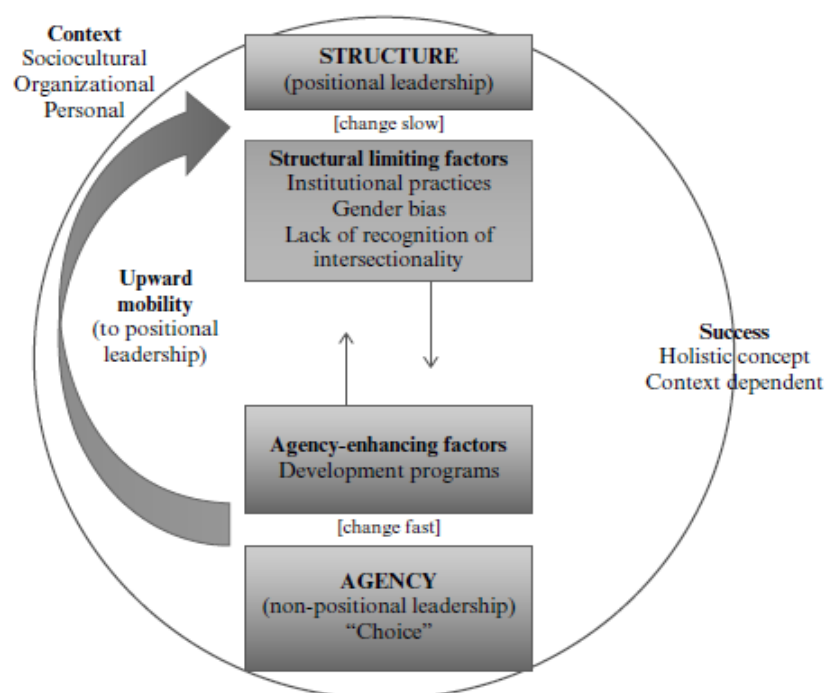 Context
Sociocultural
Organizational
Personal
STRUCTURE
(positional leadership)
[change slow]
Structural limiting factors
Institutional practices
Gender bias
Lack of recognition of
intersectionality
Upward
mobility
(to positional
leadership)
Success
Holistic concept
Context dependent
Agency-enhancing factors
Development programs
[change fast]
AGENCY
(non-positional leadership)
“Choice”